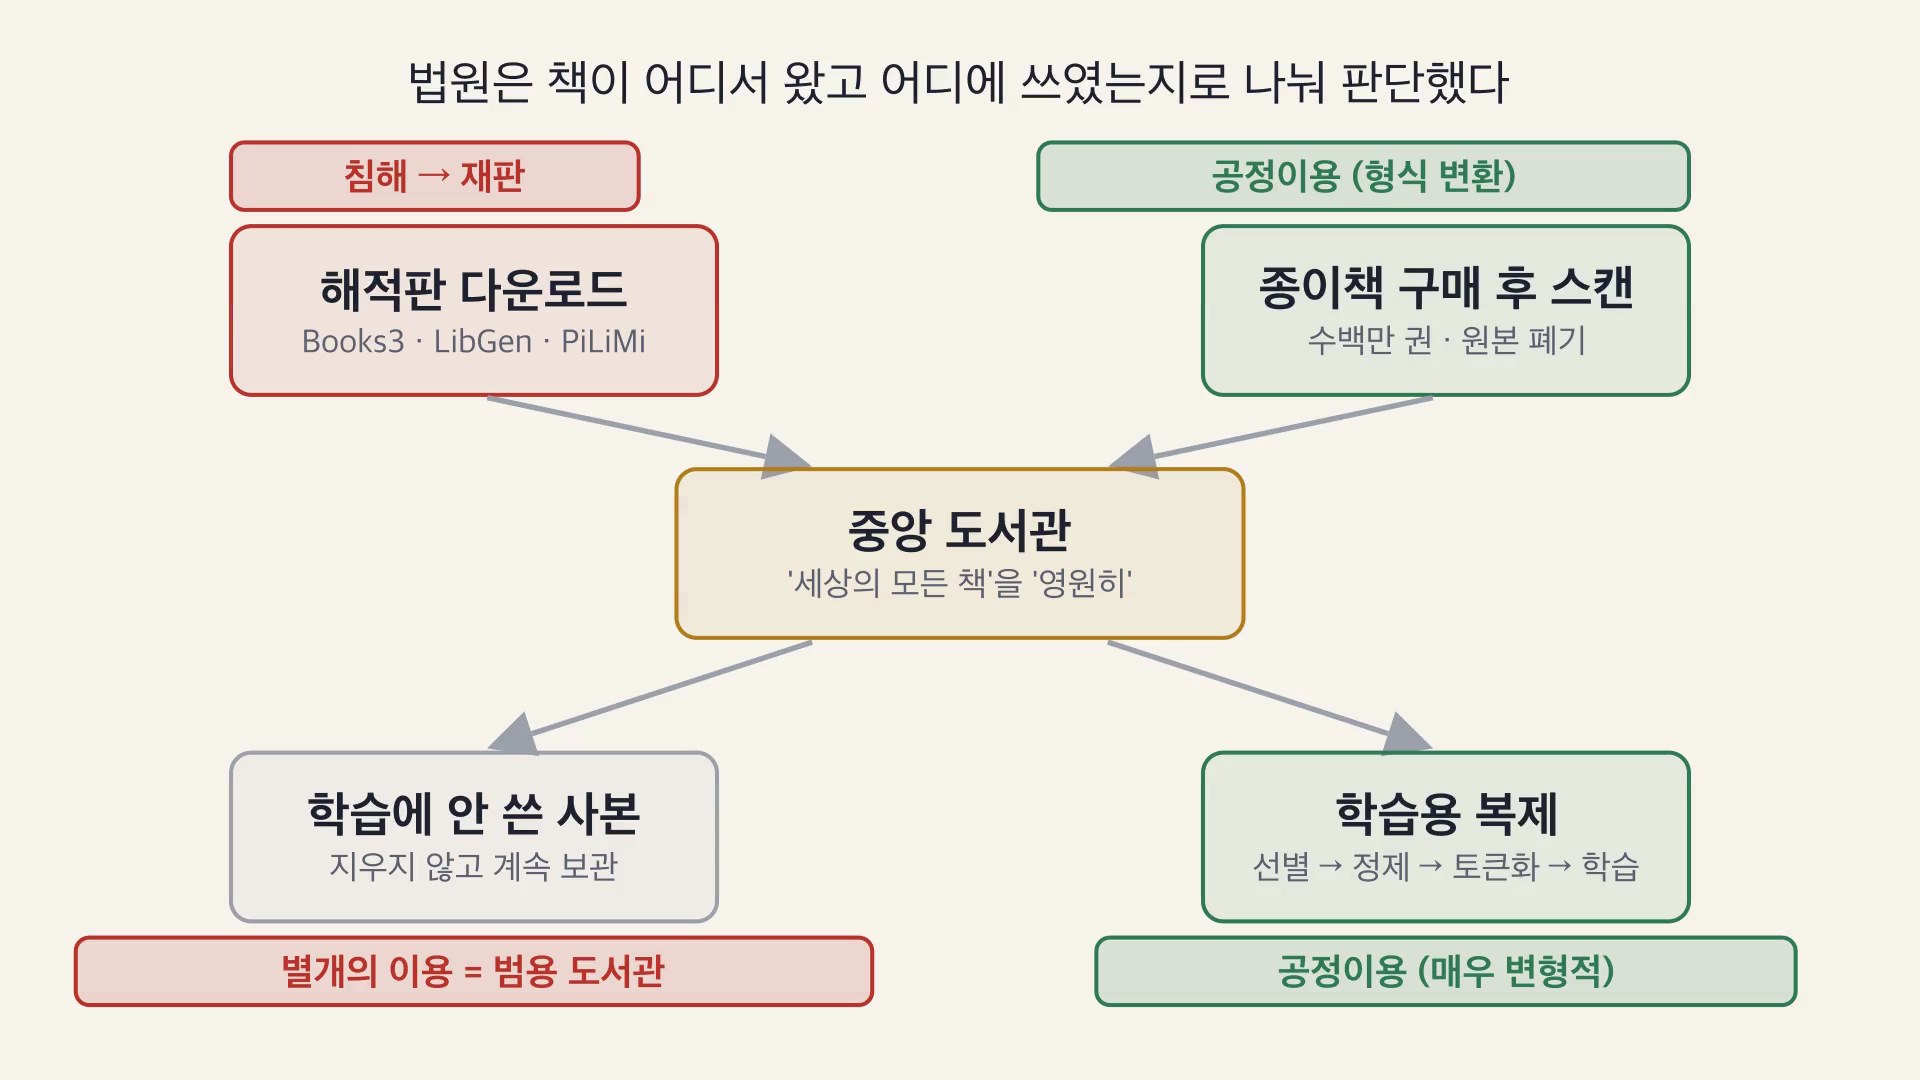 법원은 책이 어디서 왔고 어디에 쓰였는지로 나눠 판단했다
침해 → 재판
공정이용 (형식 변환)
해적판 다운로드
Books3 · LibGen · PiLiMi
종이책 구매 후 스캔
수백만 권 · 원본 폐기
중앙 도서관
'세상의 모든 책'을 '영원히'
학습에 안 쓴 사본
지우지 않고 계속 보관
학습용 복제
선별 → 정제 → 토큰화 → 학습
별개의 이용 = 범용 도서관
공정이용 (매우 변형적)